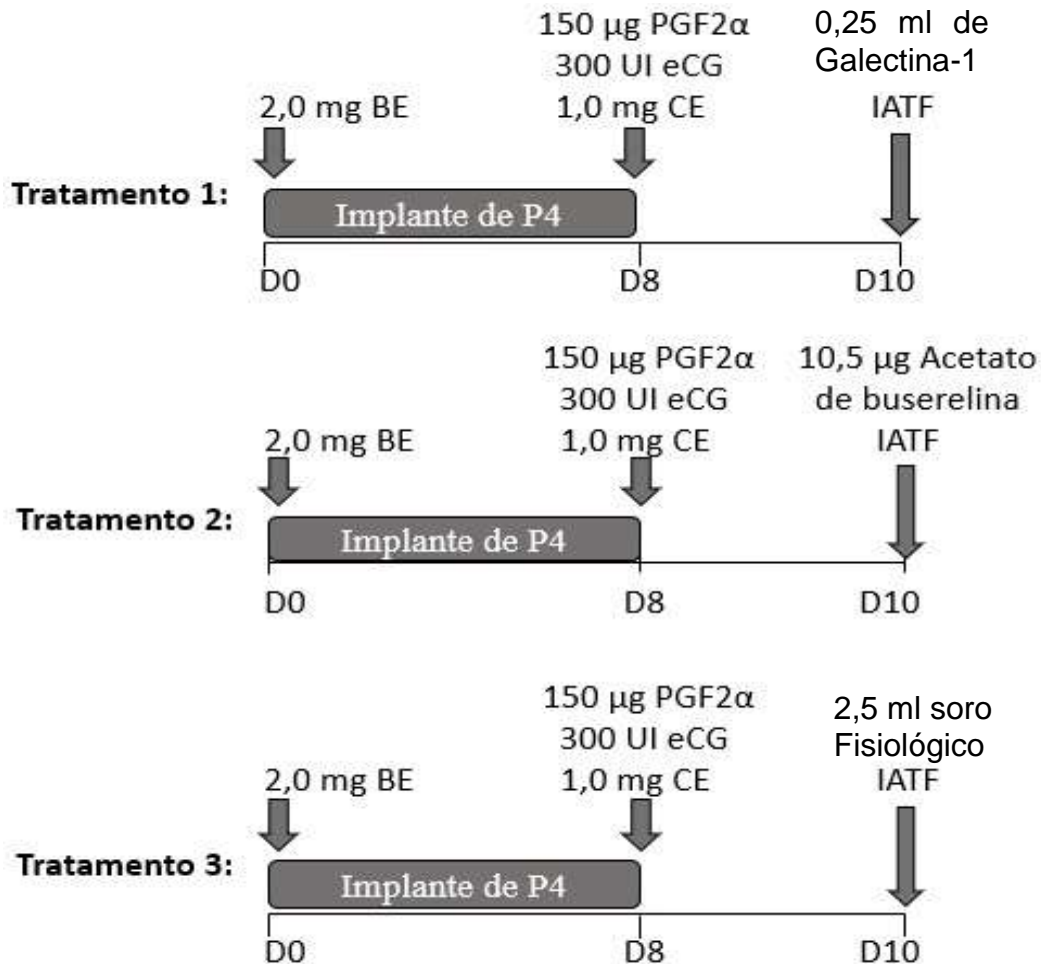 150 µg PGF2α
300 UI eCG
2,0 mg BE
1,0 mg CE
0,25 ml de
Galectina-1
IATF
Tratamento 1:
Implante de P4
D0
D8
D10
150 µg PGF2α
300 UI eCG
2,0 mg BE
1,0 mg CE
10,5 µg Acetato
de buserelina
IATF
Tratamento 2:
Implante de P4
D0
D8
D10
150 µg PGF2α
300 UI eCG
2,0 mg BE
1,0 mg CE
2,5 ml soro
Fisiológico
IATF
Tratamento 3:
Implante de P4
D0
D8
D10